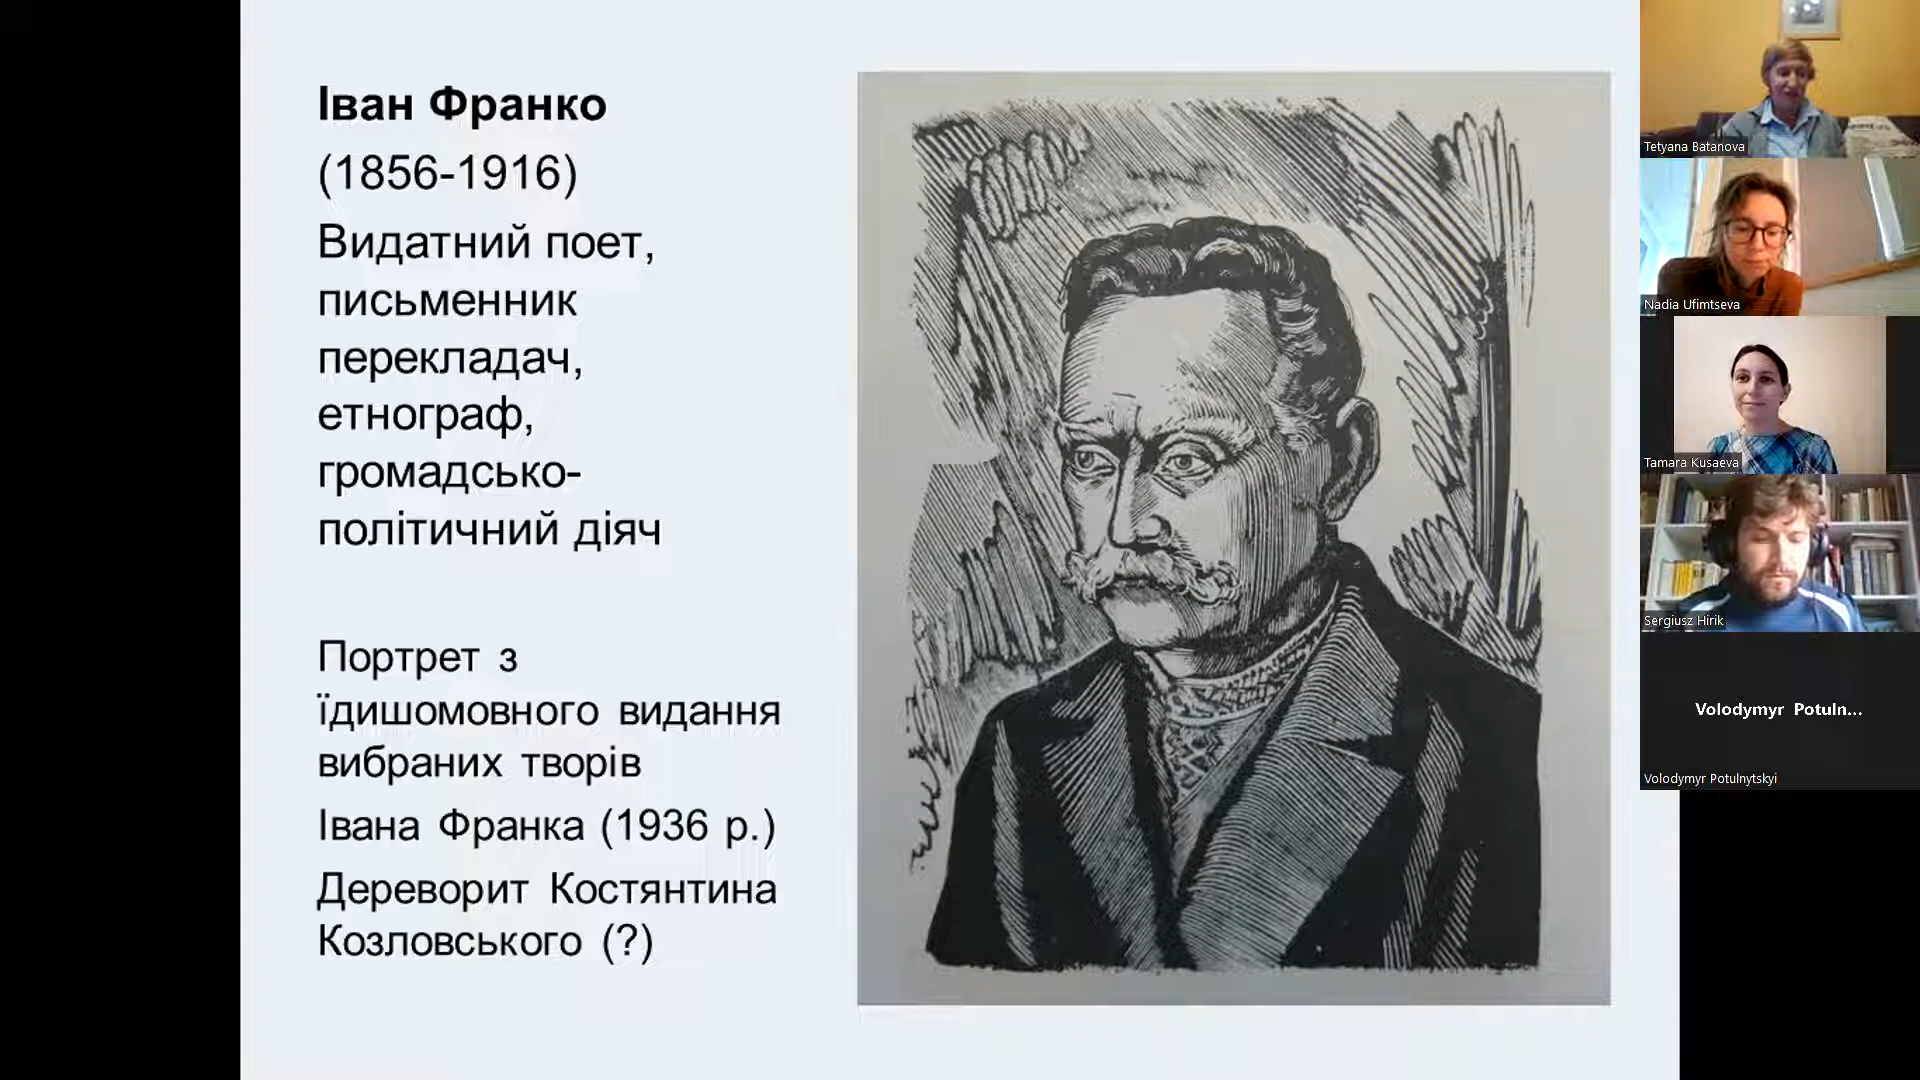 Іван Франко
(1856-1916)
Видатний поет,
письменник
перекладач,
етнограф,
громадсько-
політичний діяч
Портрет з
їдишомовного видання
вибраних творів
Івана Франка (1936 р.)
Дереворит Костянтина
Козловського (?)
Tetyana Batanova
Nadia Ufimtseva
Tamara Kusaeva
Sergiusz Hirik
Volodymyr Potuln...
Volodymyr Potulnytskyi